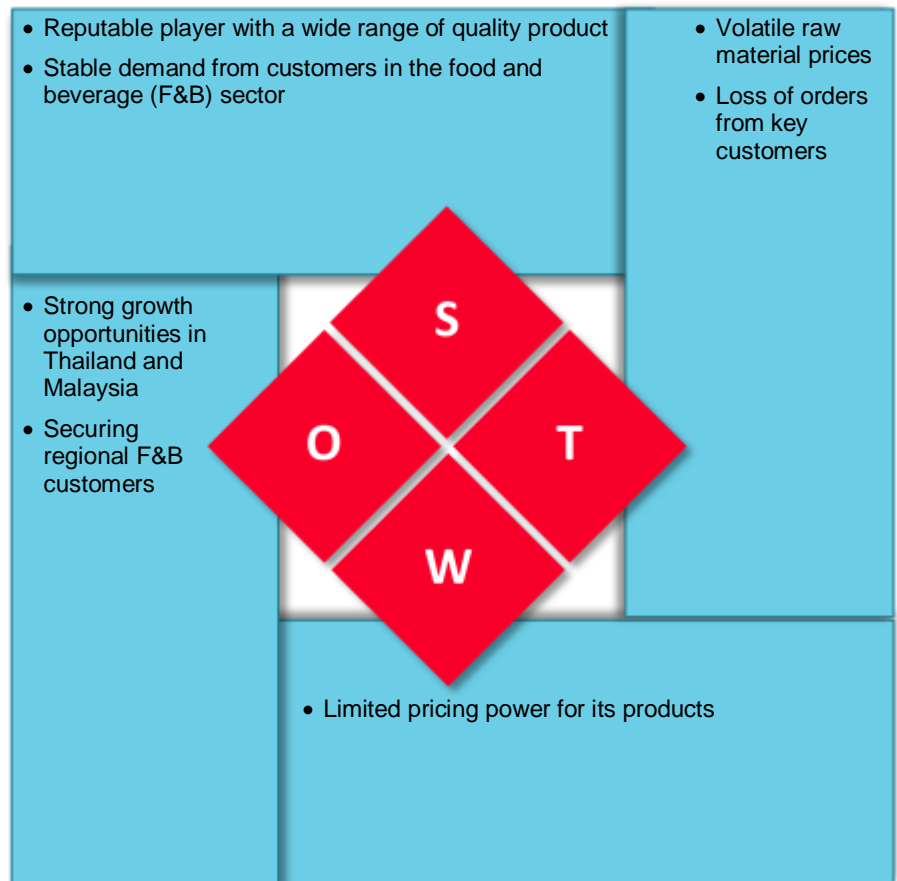 • Reputable player with a wide range of quality product
• Stable demand from customers in the food and
beverage (F&B) sector
• Volatile raw
material prices
• Loss of orders
from key
customers
• Strong growth
opportunities in
Thailand and
Malaysia
• Securing
regional F&B
customers
S
O
T
W
• Limited pricing power for its products